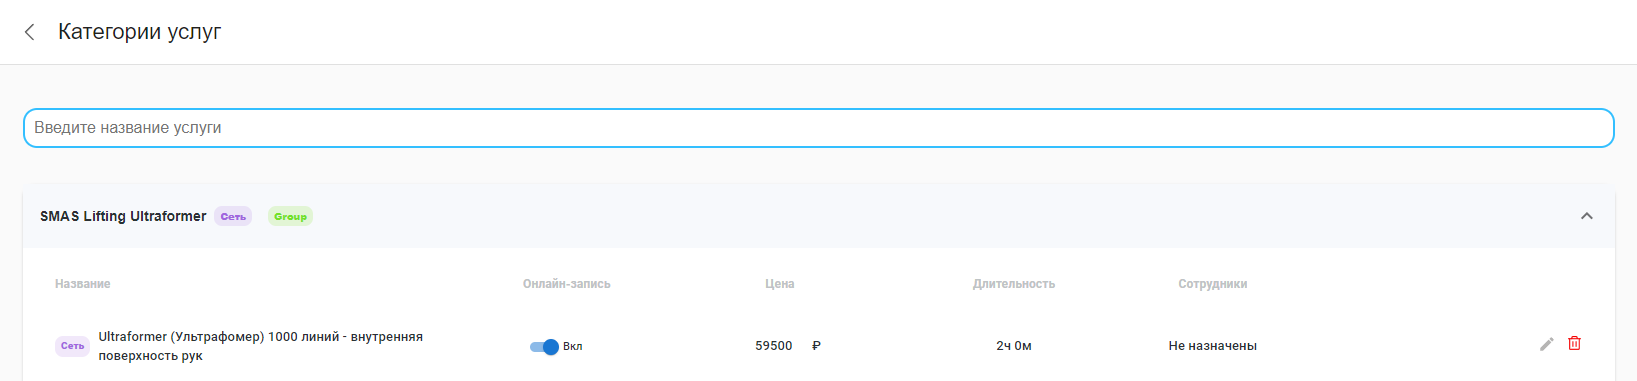 Категории услуг
Введите название услуги
SMAS Lifting Ultraformer Сеть Group
Название Онлайн-запись Цена Длительность Сотрудники
Сеть Ultraformer (Ультрафомер) 1000 линий - внутренняя
поверхность рук Вкл 59500 ₽ 2ч 0м Не назначены